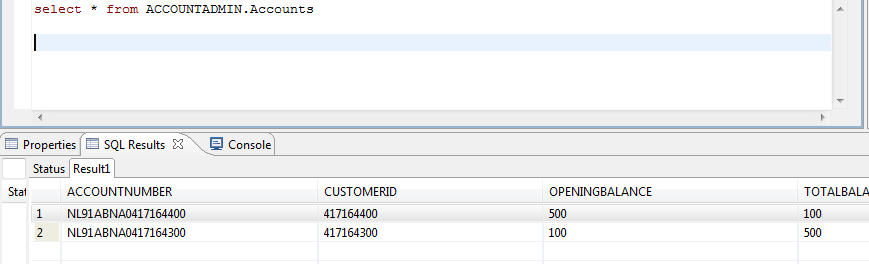 select * from ACCOUNTADMIN.Accounts
Properties SQL Results Console
Status Result1
Stat ACCOUNTNUMBER CUSTOMERID OPENINGBALANCE TOTALBALA
1 NL91ABNA0417164400 417164400 500 100
2 NL91ABNA0417164300 417164300 100 500